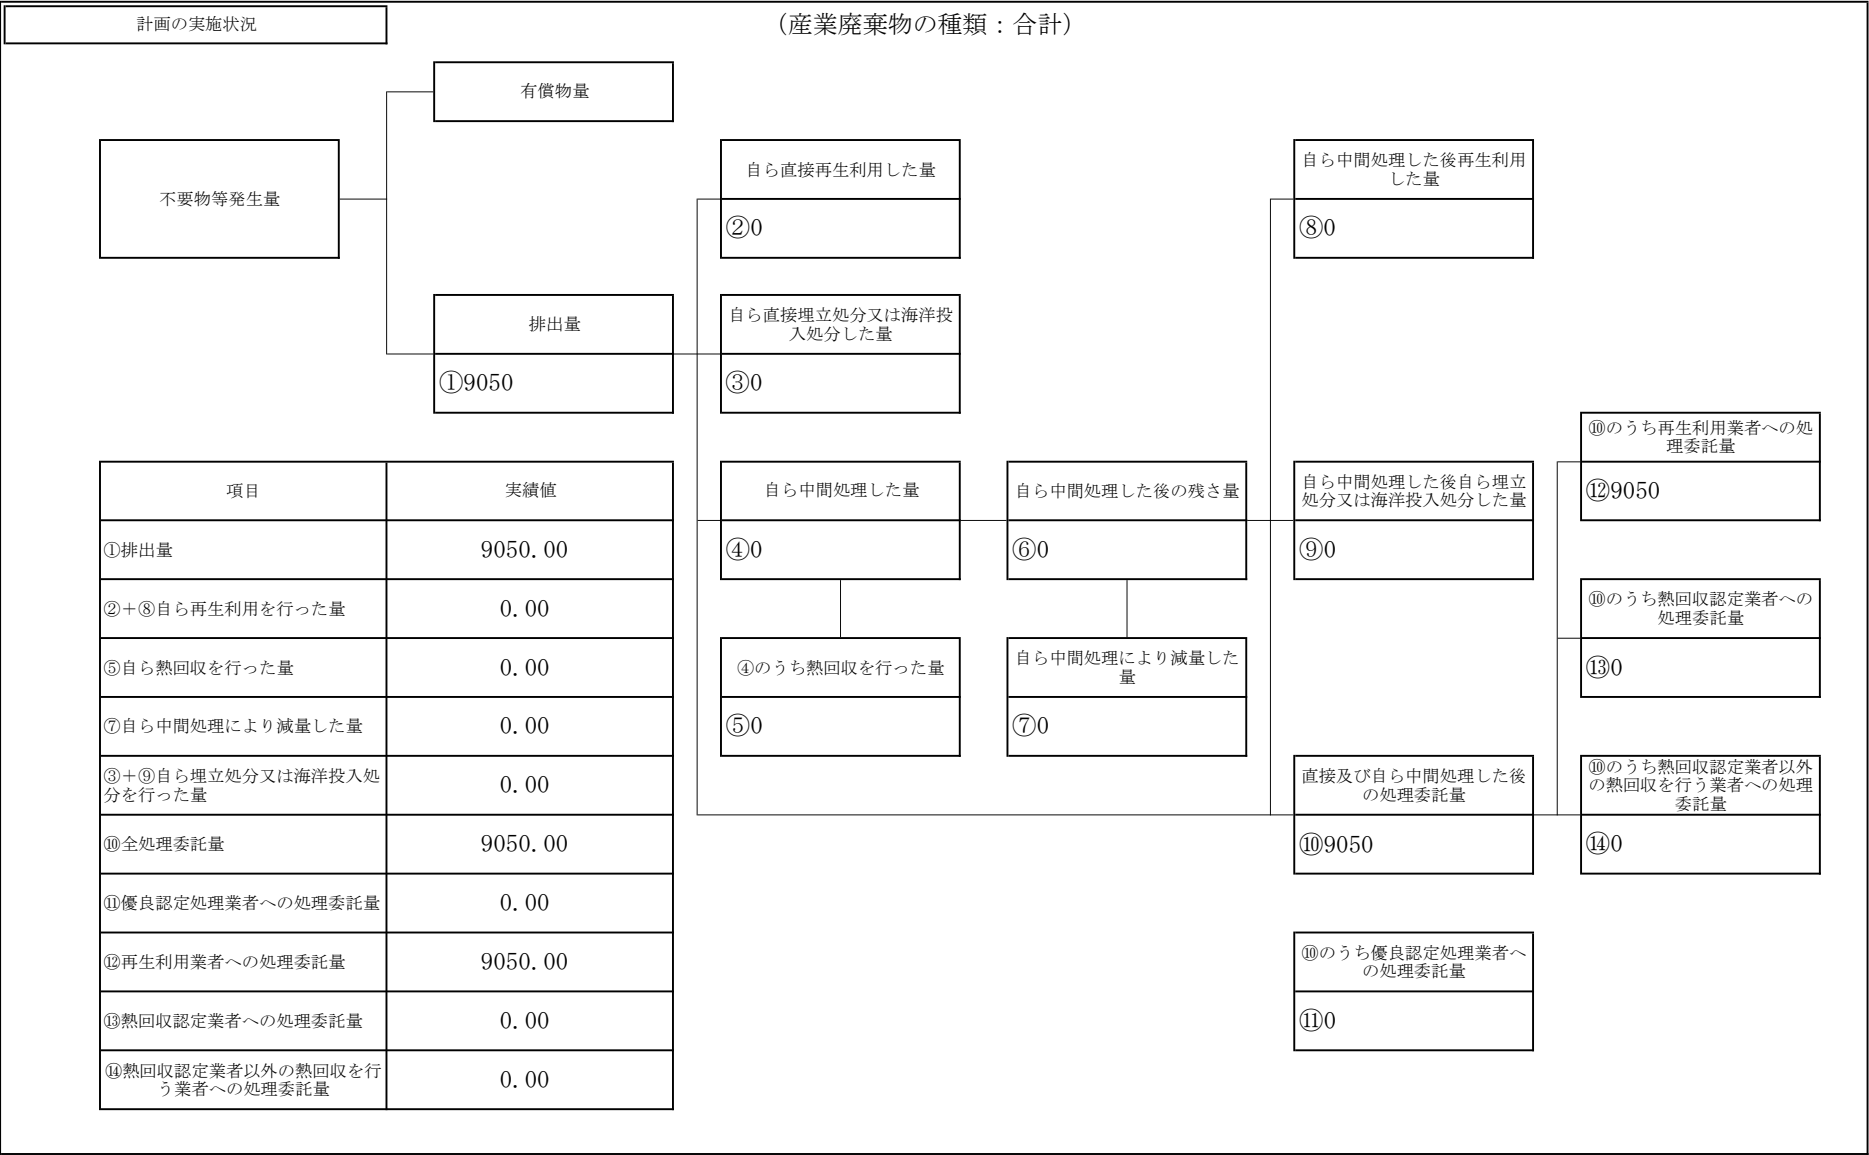 計画の実施状況
（産業廃棄物の種類：合計）
有償物量
不要物等発生量
自ら直接再生利用した量
②0
自ら中間処理した後再生利用
した量
⑧0
排出量
①9050
自ら直接埋立処分又は海洋投
入処分した量
③0
⑩のうち再生利用業者への処
理委託量
⑫9050
自ら中間処理した量
④0
自ら中間処理した後の残さ量
⑥0
自ら中間処理した後自ら埋立
処分又は海洋投入処分した量
⑨0
⑩のうち熱回収認定業者への
処理委託量
⑬0
④のうち熱回収を行った量
⑤0
自ら中間処理により減量した
量
⑦0
直接及び自ら中間処理した後
の処理委託量
⑩9050
⑩のうち熱回収認定業者以外
の熱回収を行う業者への処理
委託量
⑭0
⑩のうち優良認定処理業者へ
の処理委託量
⑪0
項目
実績値
①排出量
9050.00
②＋⑧自ら再生利用を行った量
0.00
⑤自ら熱回収を行った量
0.00
⑦自ら中間処理により減量した量
0.00
③＋⑨自ら埋立処分又は海洋投入処
分を行った量
0.00
⑩全処理委託量
9050.00
⑪優良認定処理業者への処理委託量
0.00
⑫再生利用業者への処理委託量
9050.00
⑬熱回収認定業者への処理委託量
0.00
⑭熱回収認定業者以外の熱回収を行
う業者への処理委託量
0.00